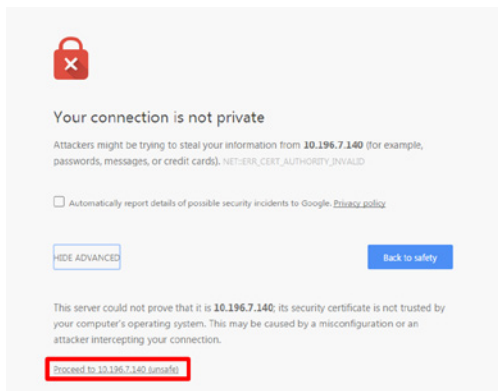 Your connection is not private
Attackers might be trying to steal your information from 10.196.7.140 (for example,
passwords, messages, or credit cards). NET::ERR_CERT_AUTHORITY_INVALID
Automatically report details of possible security incidents to Google. Privacy policy
HIDE ADVANCED
Back to safety
This server could not prove that it is 10.196.7.140; its security certificate is not trusted by
your computer's operating system. This may be caused by a misconfiguration or an
attacker intercepting your connection.
Proceed to 10.196.7.140 (unsafe)